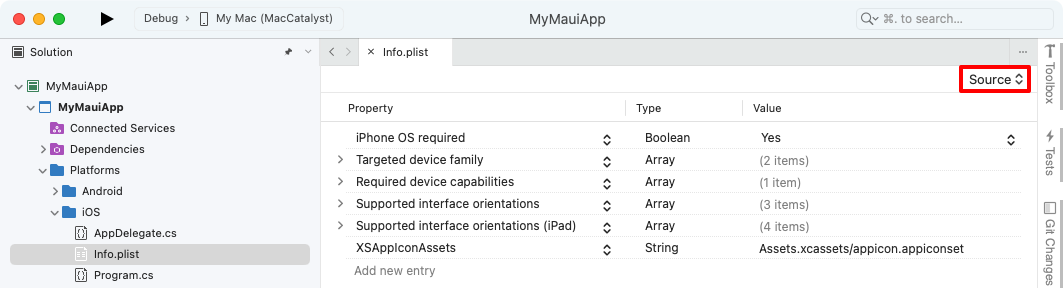 Debug > My Mac (MacCatalyst)
MyMauiApp
⌘. to search...
Solution
Info.plist
Source
MyMauiApp
MyMauiApp
Connected Services
Dependencies
Platforms
Android
iOS
AppDelegate.cs
Info.plist
Program.cs
Property Type Value
iPhone OS required Boolean Yes
Targeted device family Array (2 items)
Required device capabilities Array (1 item)
Supported interface orientations Array (3 items)
Supported interface orientations (iPad) Array (4 items)
XSAppIconAssets String Assets.xcassets/appicon.appiconset
Add new entry
Toolbox
Tests
Git Changes